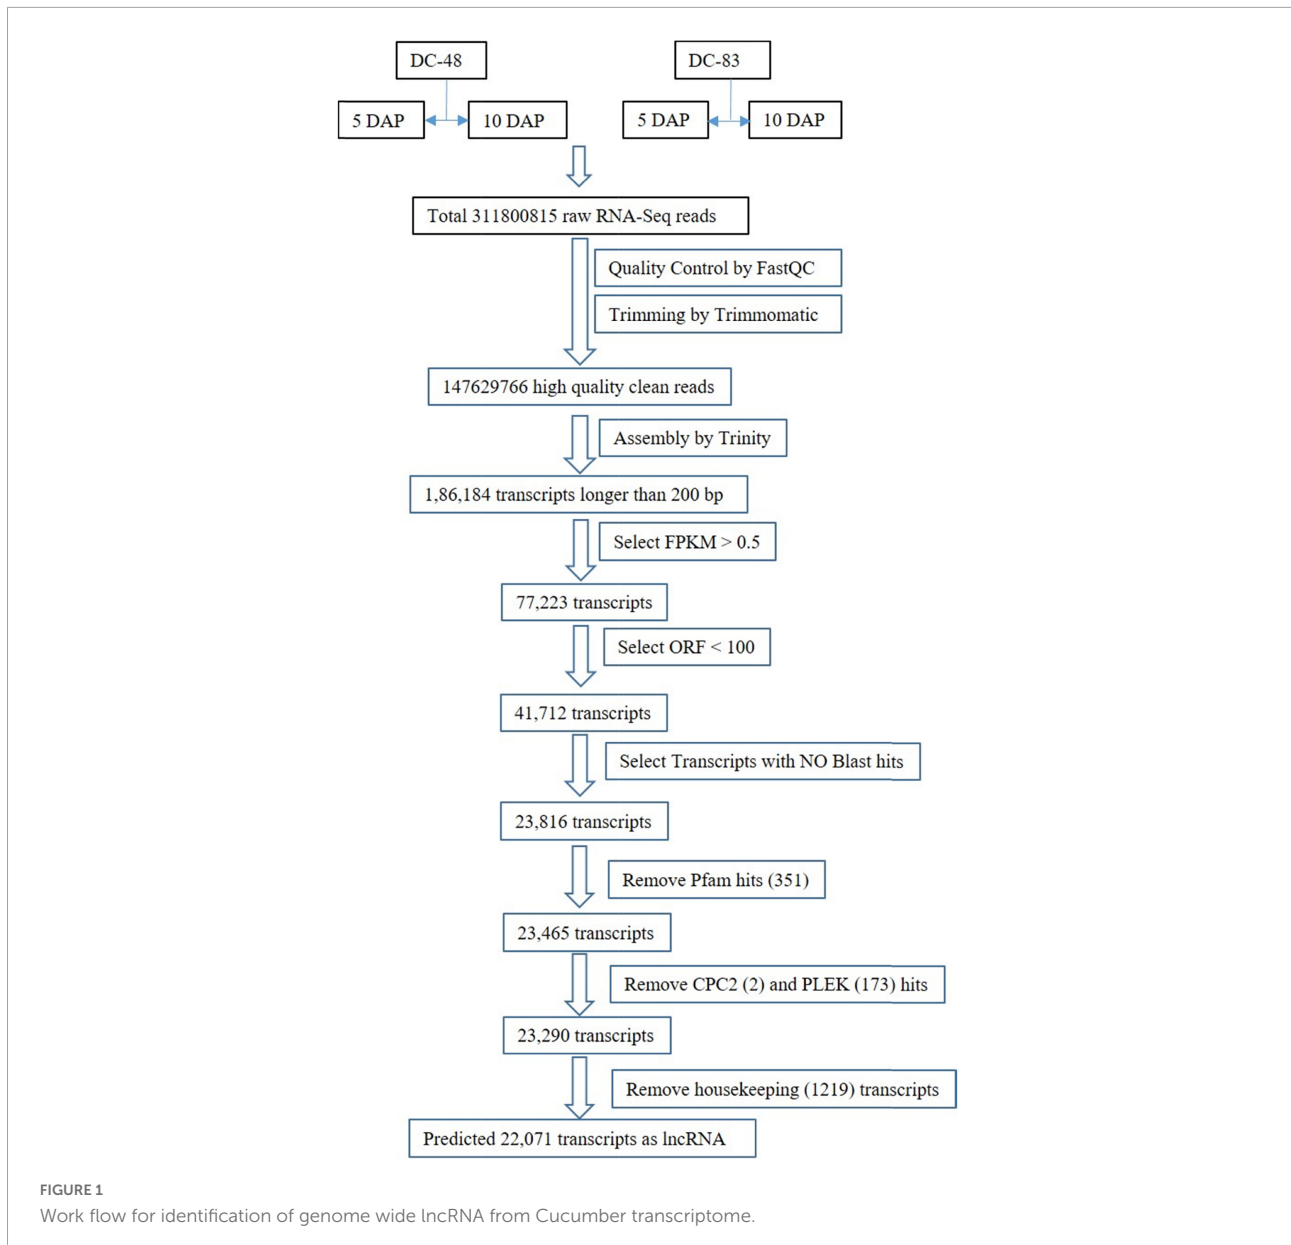 DC-48
DC-83
5 DAP
10 DAP
5 DAP
10 DAP
Total 311800815 raw RNA-Seq reads
Quality Control by FastQC
Trimming by Trimmomatic
147629766 high quality clean reads
Assembly by Trinity
1,86,184 transcripts longer than 200 bp
Select FPKM > 0.5
77,223 transcripts
Select ORF < 100
41,712 transcripts
Select Transcripts with NO Blast hits
23,816 transcripts
Remove Pfam hits (351)
23,465 transcripts
Remove CPC2 (2) and PLEK (173) hits
23,290 transcripts
Remove housekeeping (1219) transcripts
Predicted 22,071 transcripts as lncRNA
FIGURE 1
Work flow for identification of genome wide lncRNA from Cucumber transcriptome.